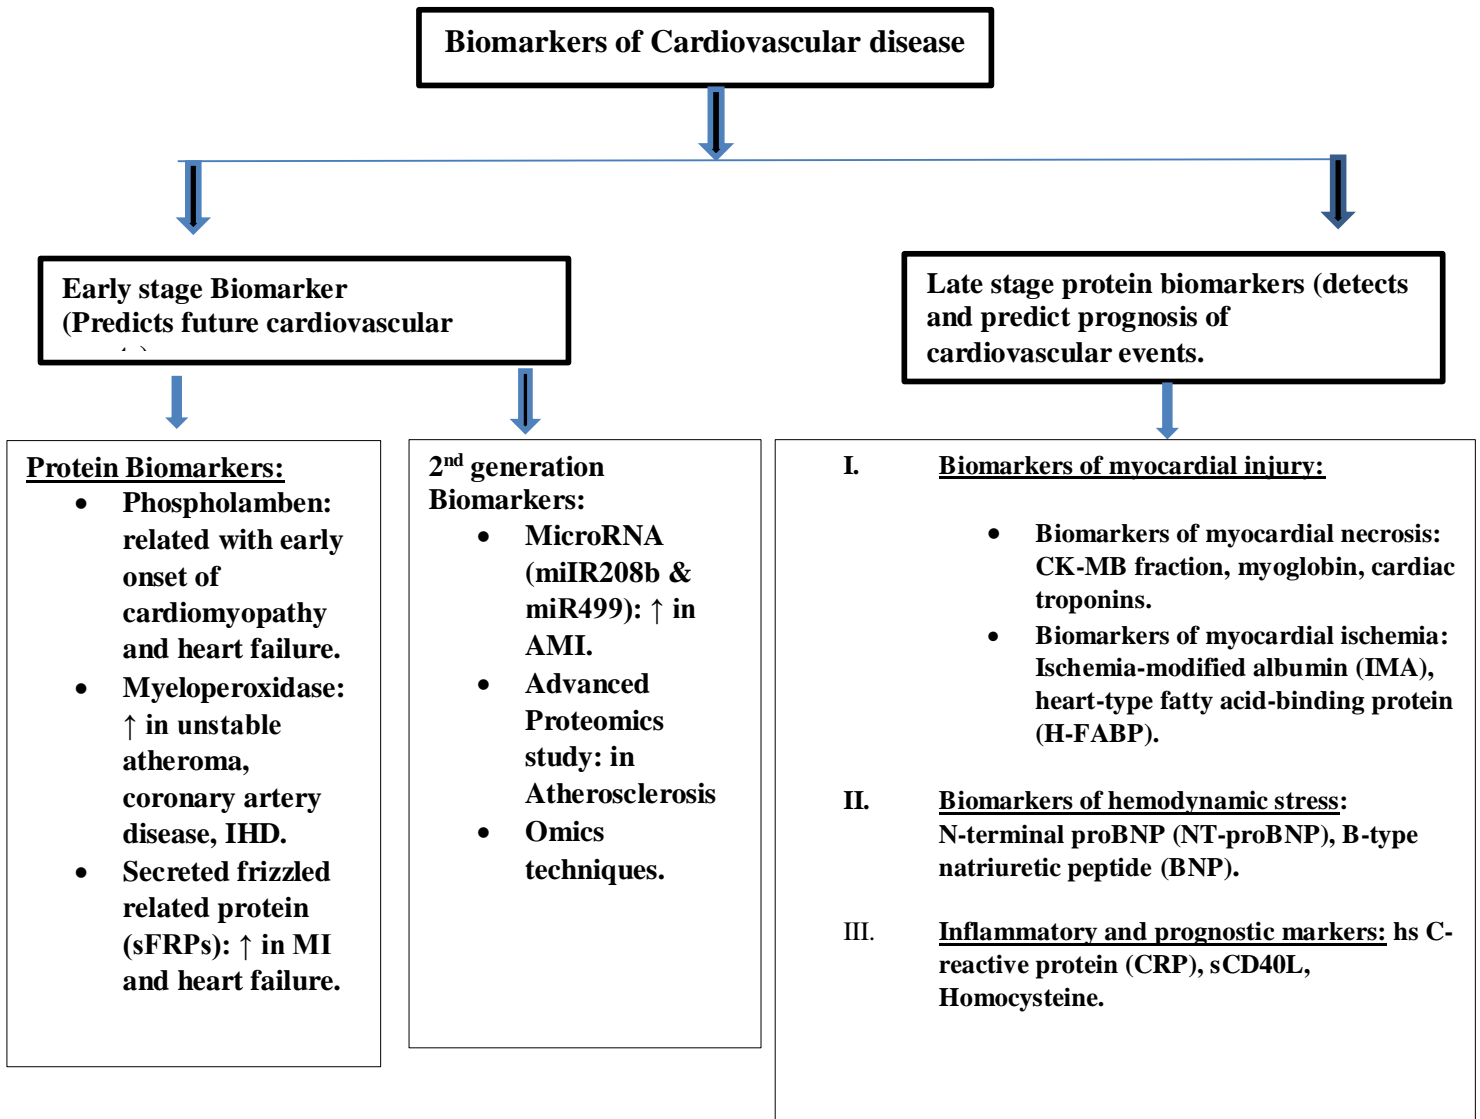 Biomarkers of Cardiovascular disease
Early stage Biomarker
(Predicts future cardiovascular
Late stage protein biomarkers (detects
and predict prognosis of
cardiovascular events.
Protein Biomarkers:
• Phospholamben:
related with early
onset of
cardiomyopathy
and heart failure.
• Myeloperoxidase:
↑ in unstable
atheroma,
coronary artery
disease, IHD.
• Secreted frizzled
related protein
(sFRPs): ↑ in MI
and heart failure.
2nd generation
Biomarkers:
• MicroRNA
(miIR208b &
miR499): ↑ in
AMI.
• Advanced
Proteomics
study: in
Atherosclerosis
• Omics
techniques.
I. Biomarkers of myocardial injury:
• Biomarkers of myocardial necrosis:
CK-MB fraction, myoglobin, cardiac
troponins.
• Biomarkers of myocardial ischemia:
Ischemia-modified albumin (IMA),
heart-type fatty acid-binding protein
(H-FABP).
II. Biomarkers of hemodynamic stress:
N-terminal proBNP (NT-proBNP), B-type
natriuretic peptide (BNP).
III. Inflammatory and prognostic markers: hs C-
reactive protein (CRP), sCD40L,
Homocysteine.